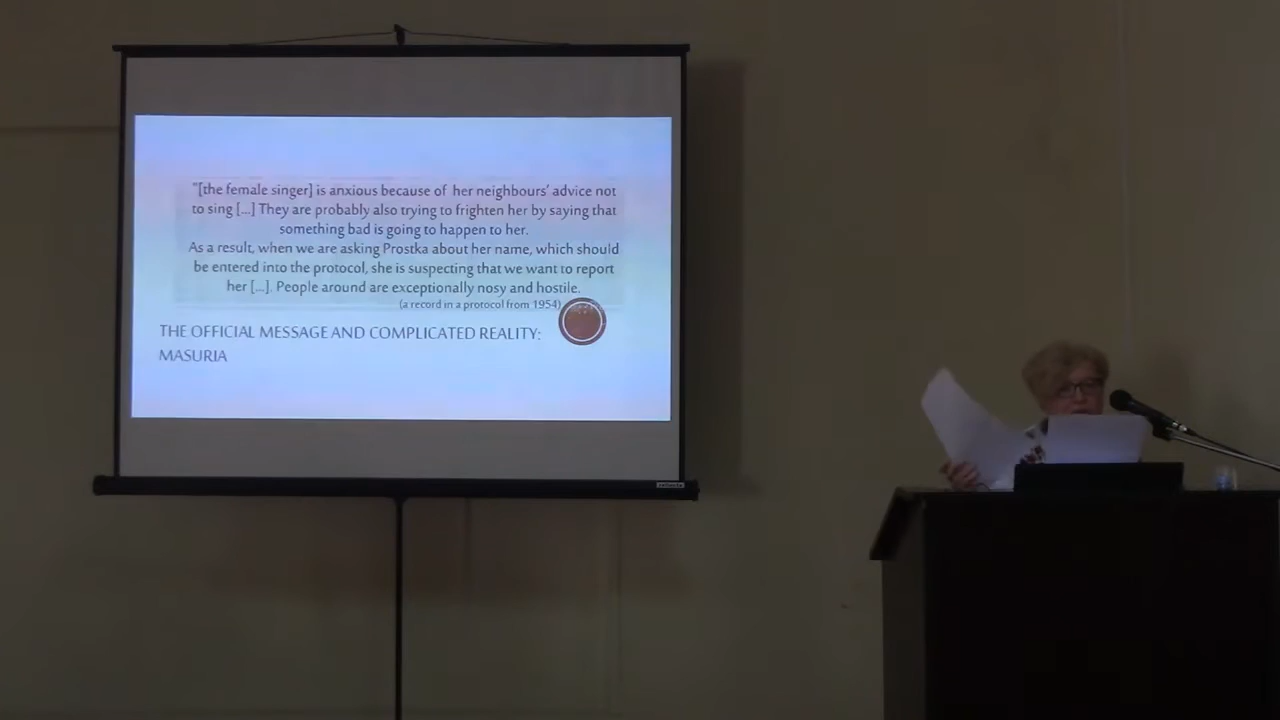 "[the female singer] is anxious because of her neighbours' advice not
to sing [...] They are probably also trying to frighten her by saying that
something bad is going to happen to her.
As a result, when we are asking Prostka about her name, which should
be entered into the protocol, she is suspecting that we want to report
her [...]. People around are exceptionally nosy and hostile.
(a record in a protocol from 1954)
THE OFFICIAL MESSAGE AND COMPLICATED REALITY:
MASURIA